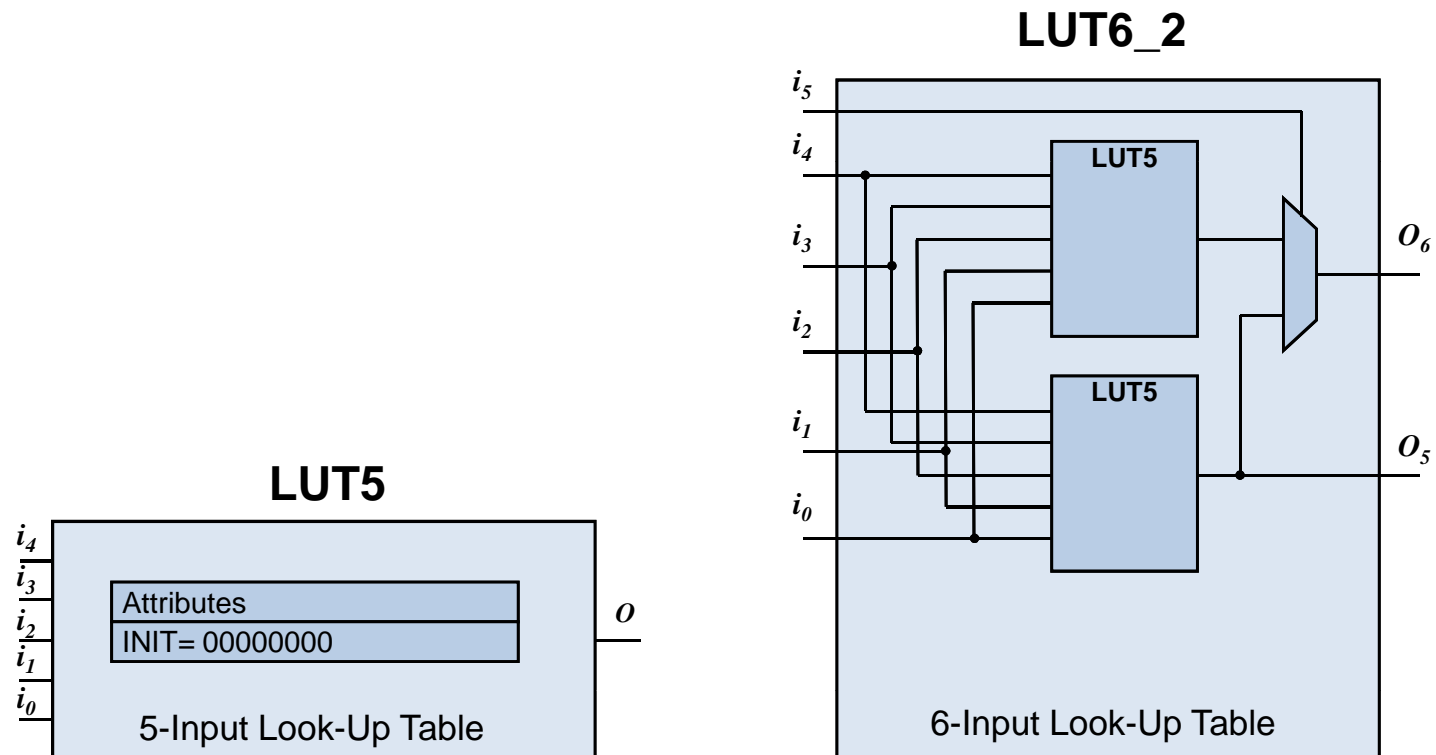 LUT6_2
i5
i4
LUT5
i3
O6
i2
LUT5
i1
O5
i0
6-Input Look-Up Table
LUT5
i4
i3
Attributes
O
i2
INIT= 00000000
i1
i0
5-Input Look-Up Table